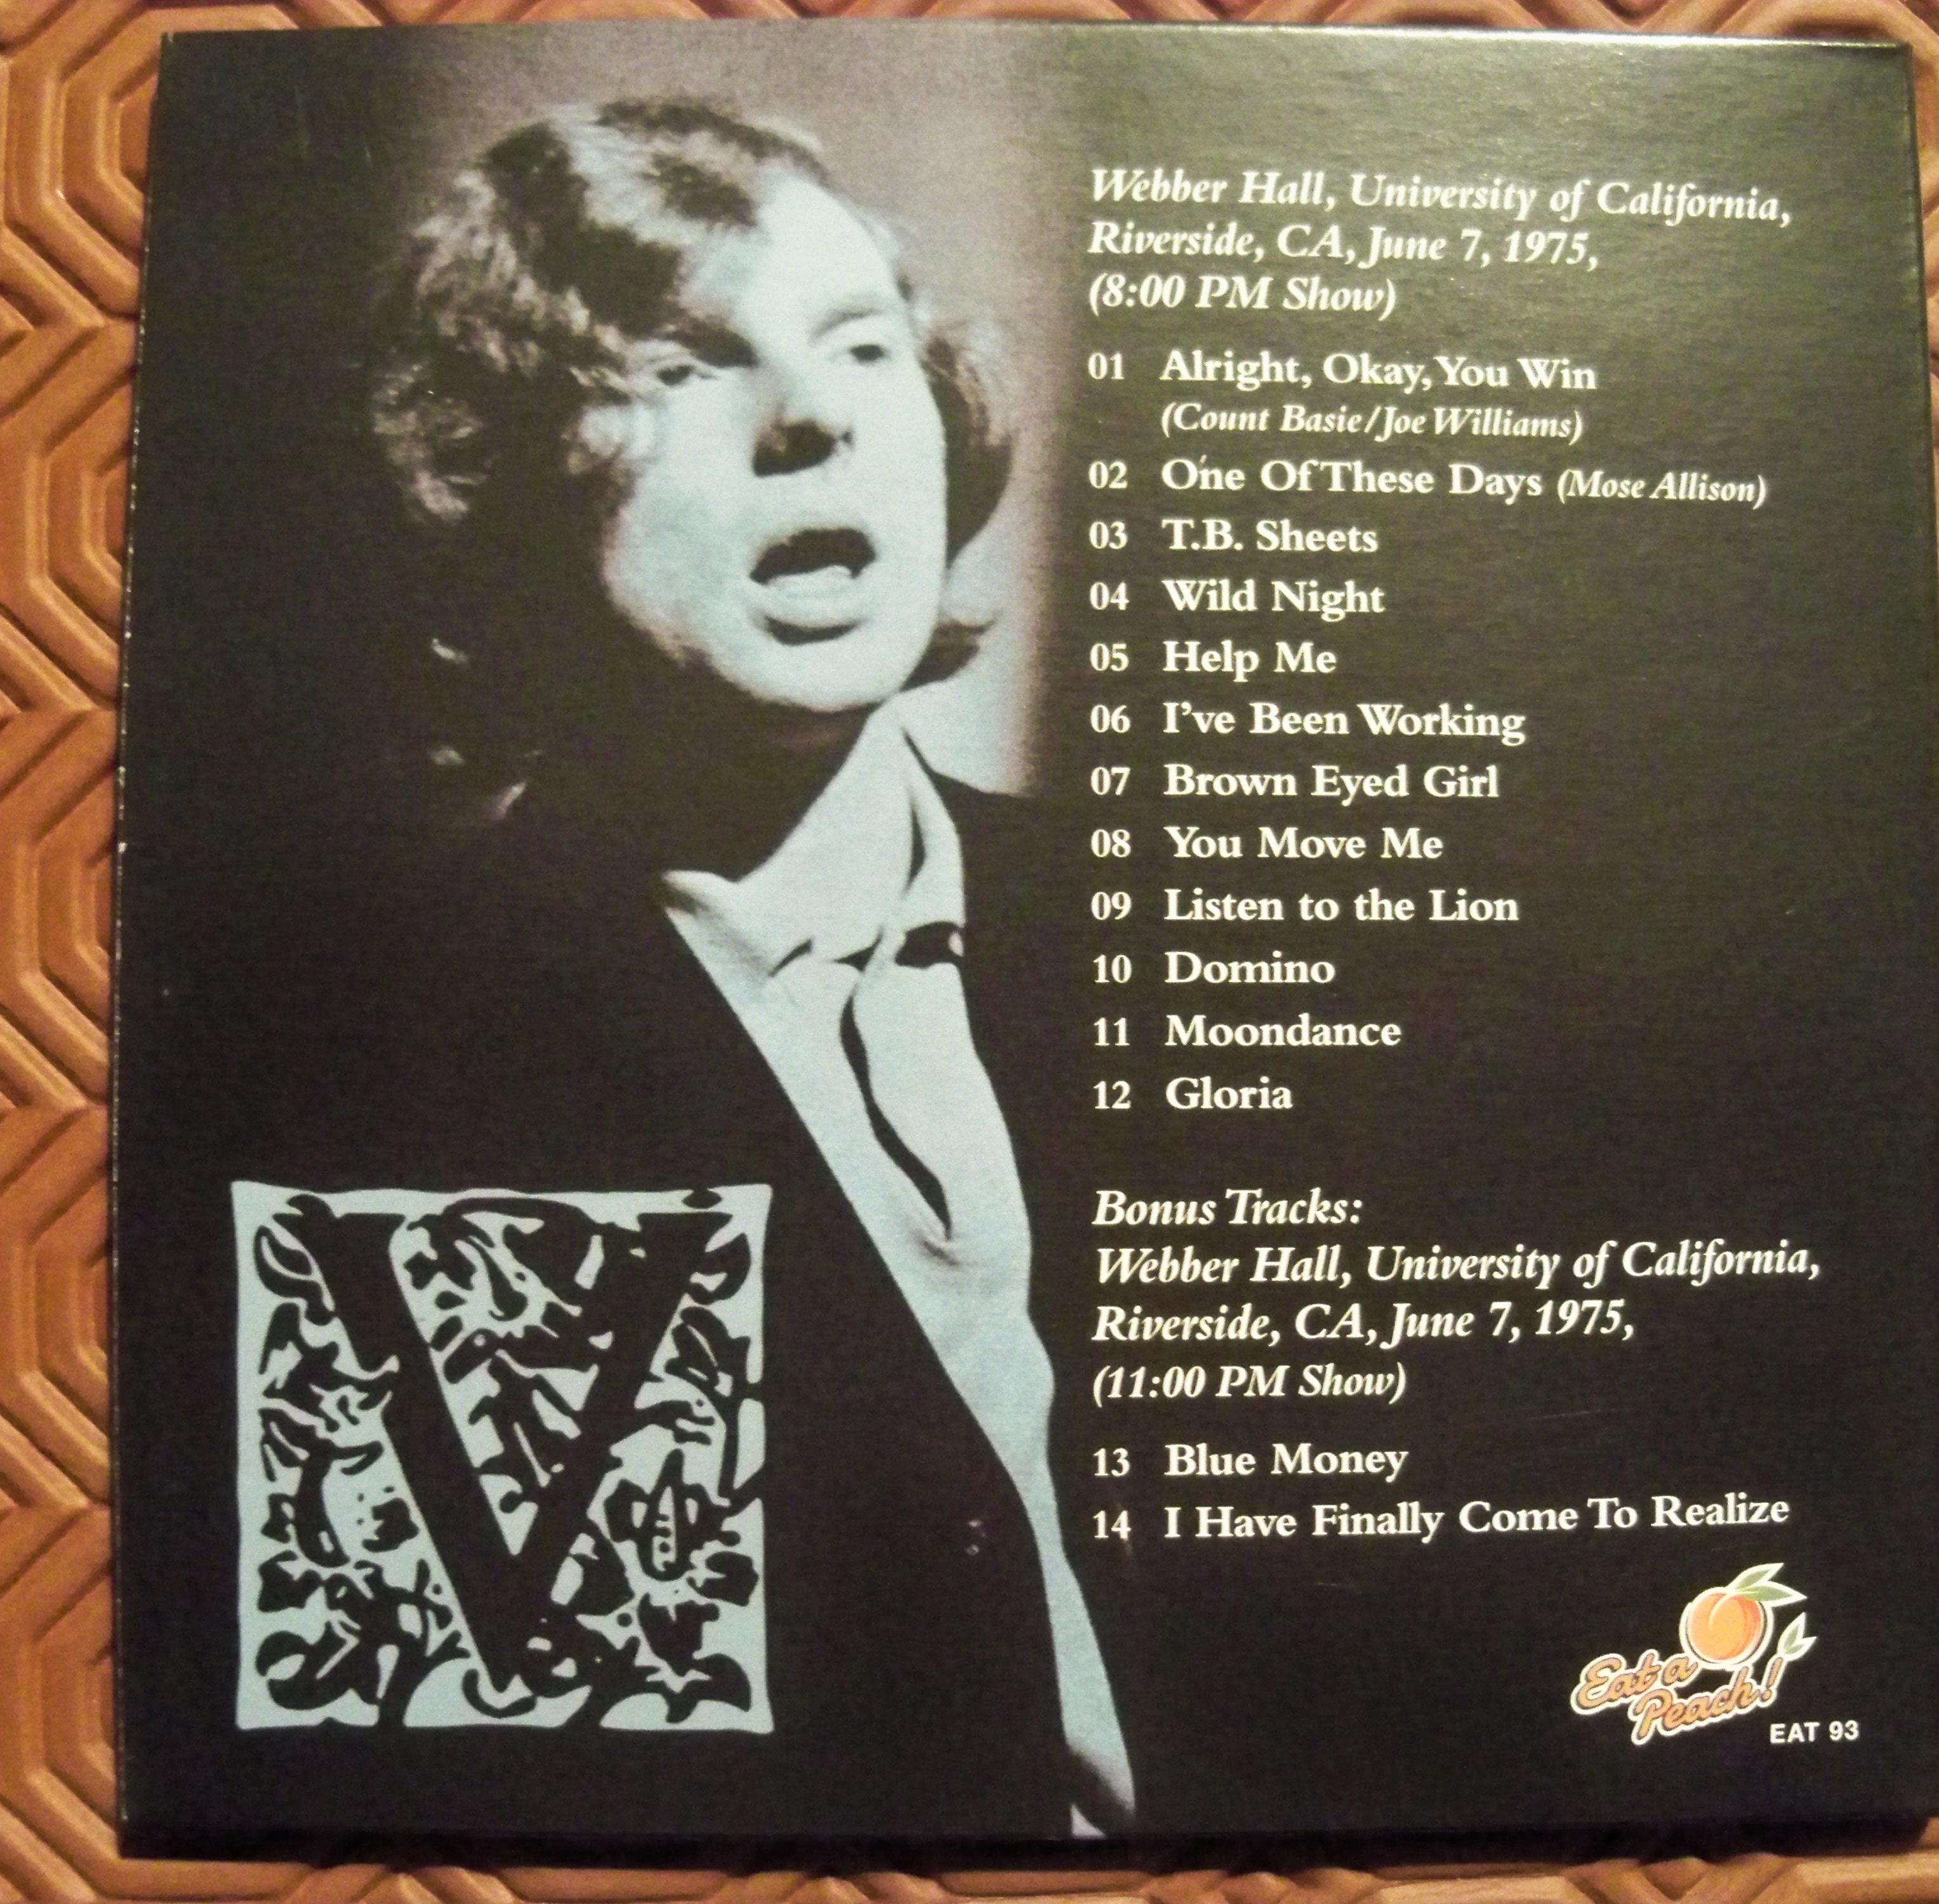 Webber Hall, University of California,
Riverside, CA, June 7, 1975,
(8:00 PM Show)
01 Alright, Okay, You Win
(Count Basie/Joe Williams)
02 One Of These Days (Mose Allison)
03 T.B. Sheets
04 Wild Night
05 Help Me
06 I've Been Working
07 Brown Eyed Girl
08 You Move Me
09 Listen to the Lion
10 Domino
11 Moondance
12 Gloria
Bonus Tracks:
Webber Hall, University of California,
Riverside, CA, June 7, 1975,
(11:00 PM Show)
13 Blue Money
14 I Have Finally Come To Realize
V
Eat a
Peach!
EAT 93